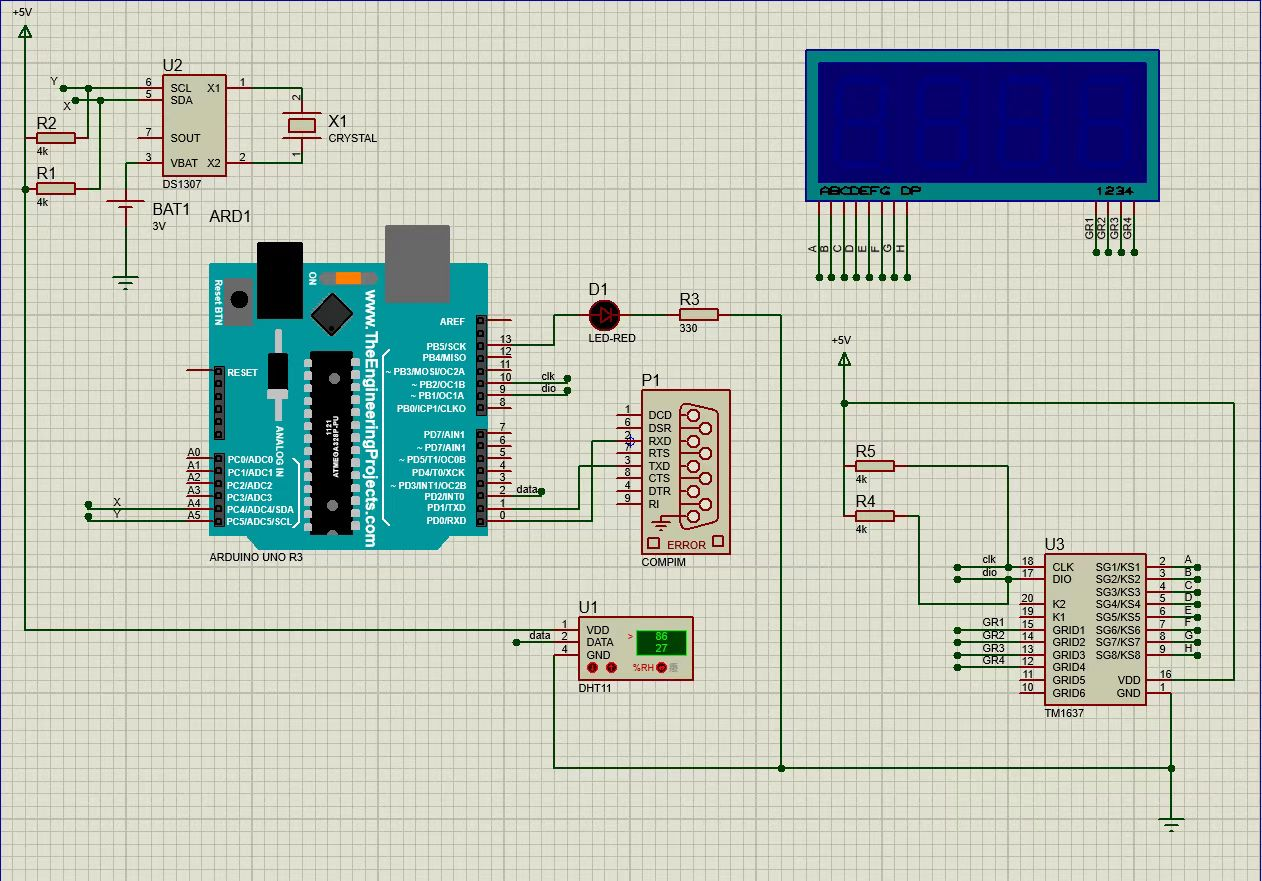 +5V
U2
Y
6 SCL X1 1
X
5 SDA
7 SOUT
3 VBAT X2 2
DS1307
R2
4k
R1
4k
2
X1
CRYSTAL
1
BAT1
3V
ABCDEFG DP
1234
A
B
C
D
E
F
G
H
GR1
GR2
GR3
GR4
ARD1
Reset BTN
ON
www.TheEngineeringProjects.com
AREF
PB5/SCK 13
PB4/MISO 12
~ PB3/MOSI/OC2A 11
~ PB2/OC1B 10
~ PB1/OC1A 9
PB0/ICP1/CLKO 8
clk
dio
RESET
1121
ATMEGA328P-PU
ANALOG IN
PD7/AIN1 7
~ PD7/AIN1 6
~ PD5/T1/OC0B 5
PD4/T0/XCK 4
~ PD3/INT1/OC2B 3
PD2/INT0 2
PD1/TXD 1
PD0/RXD 0
data
A0 PC0/ADC0
A1 PC1/ADC1
A2 PC2/ADC2
A3 PC3/ADC3
X
A4 PC4/ADC4/SDA
Y
A5 PC5/ADC5/SCL
ARDUINO UNO R3
D1
LED-RED
R3
330
P1
1 DCD
6 DSR
2 RXD
7 RTS
3 TXD
8 CTS
4 DTR
9 RI
ERROR
COMPIM
+5V
R5
4k
R4
4k
U1
1 VDD
data 2 DATA
4 GND
>
86
27
%RH
DHT11
U3
clk 18 CLK
dio 17 DIO
20 K2
19 K1
GR1 15 GRID1
GR2 14 GRID2
GR3 13 GRID3
GR4 12 GRID4
11 GRID5
10 GRID6
SG1/KS1 2 A
SG2/KS2 3 B
SG3/KS3 4 C
SG4/KS4 5 D
SG5/KS5 6 E
SG6/KS6 7 F
SG7/KS7 8 G
SG8/KS8 9 H
VDD 16
GND 1
TM1637